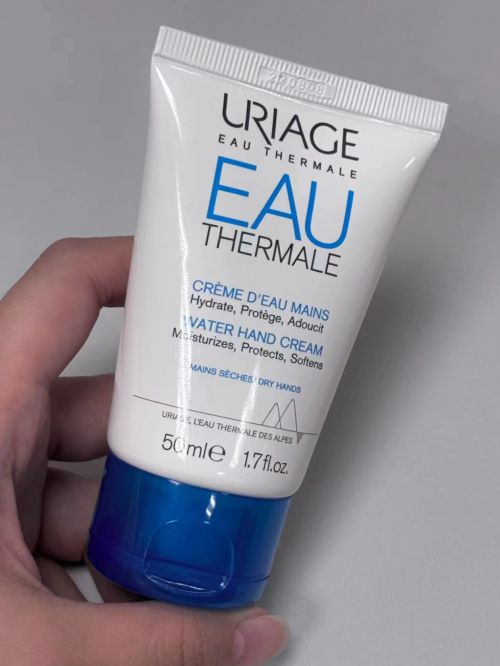 220808
URIAGE
EAU THERMALE
EAU
THERMALE
CRÈME D'EAU MAINS
Hydrate, Protège, Adoucit
WATER HAND CREAM
Moisturizes, Protects, Softens
MAINS SÈCHES/DRY HANDS
URIAGE, L'EAU THERMALE DES ALPES
50ml℮ 1.7fl.oz.